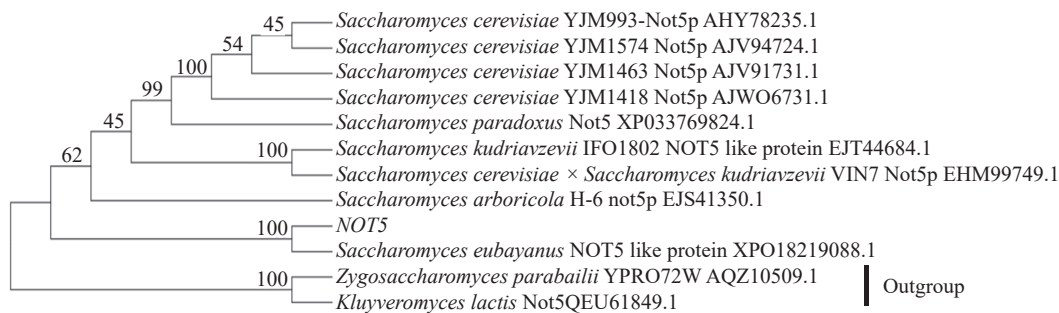 45 Saccharomyces cerevisiae YJM993-Not5p AHY78235.1
54 Saccharomyces cerevisiae YJM1574 Not5p AJV94724.1
100 Saccharomyces cerevisiae YJM1463 Not5p AJV91731.1
99 Saccharomyces cerevisiae YJM1418 Not5p AJWO6731.1
45 Saccharomyces paradoxus Not5 XP033769824.1
100 Saccharomyces kudriavzevii IFO1802 NOT5 like protein EJT44684.1
62 Saccharomyces cerevisiae × Saccharomyces kudriavzevii VIN7 Not5p EHM99749.1
Saccharomyces arboricola H-6 not5p EJS41350.1
100 NOT5
Saccharomyces eubayanus NOT5 like protein XPO18219088.1
100 Zygosaccharomyces parabailii YPRO72W AQZ10509.1
Kluyveromyces lactis Not5QEU61849.1
Outgroup